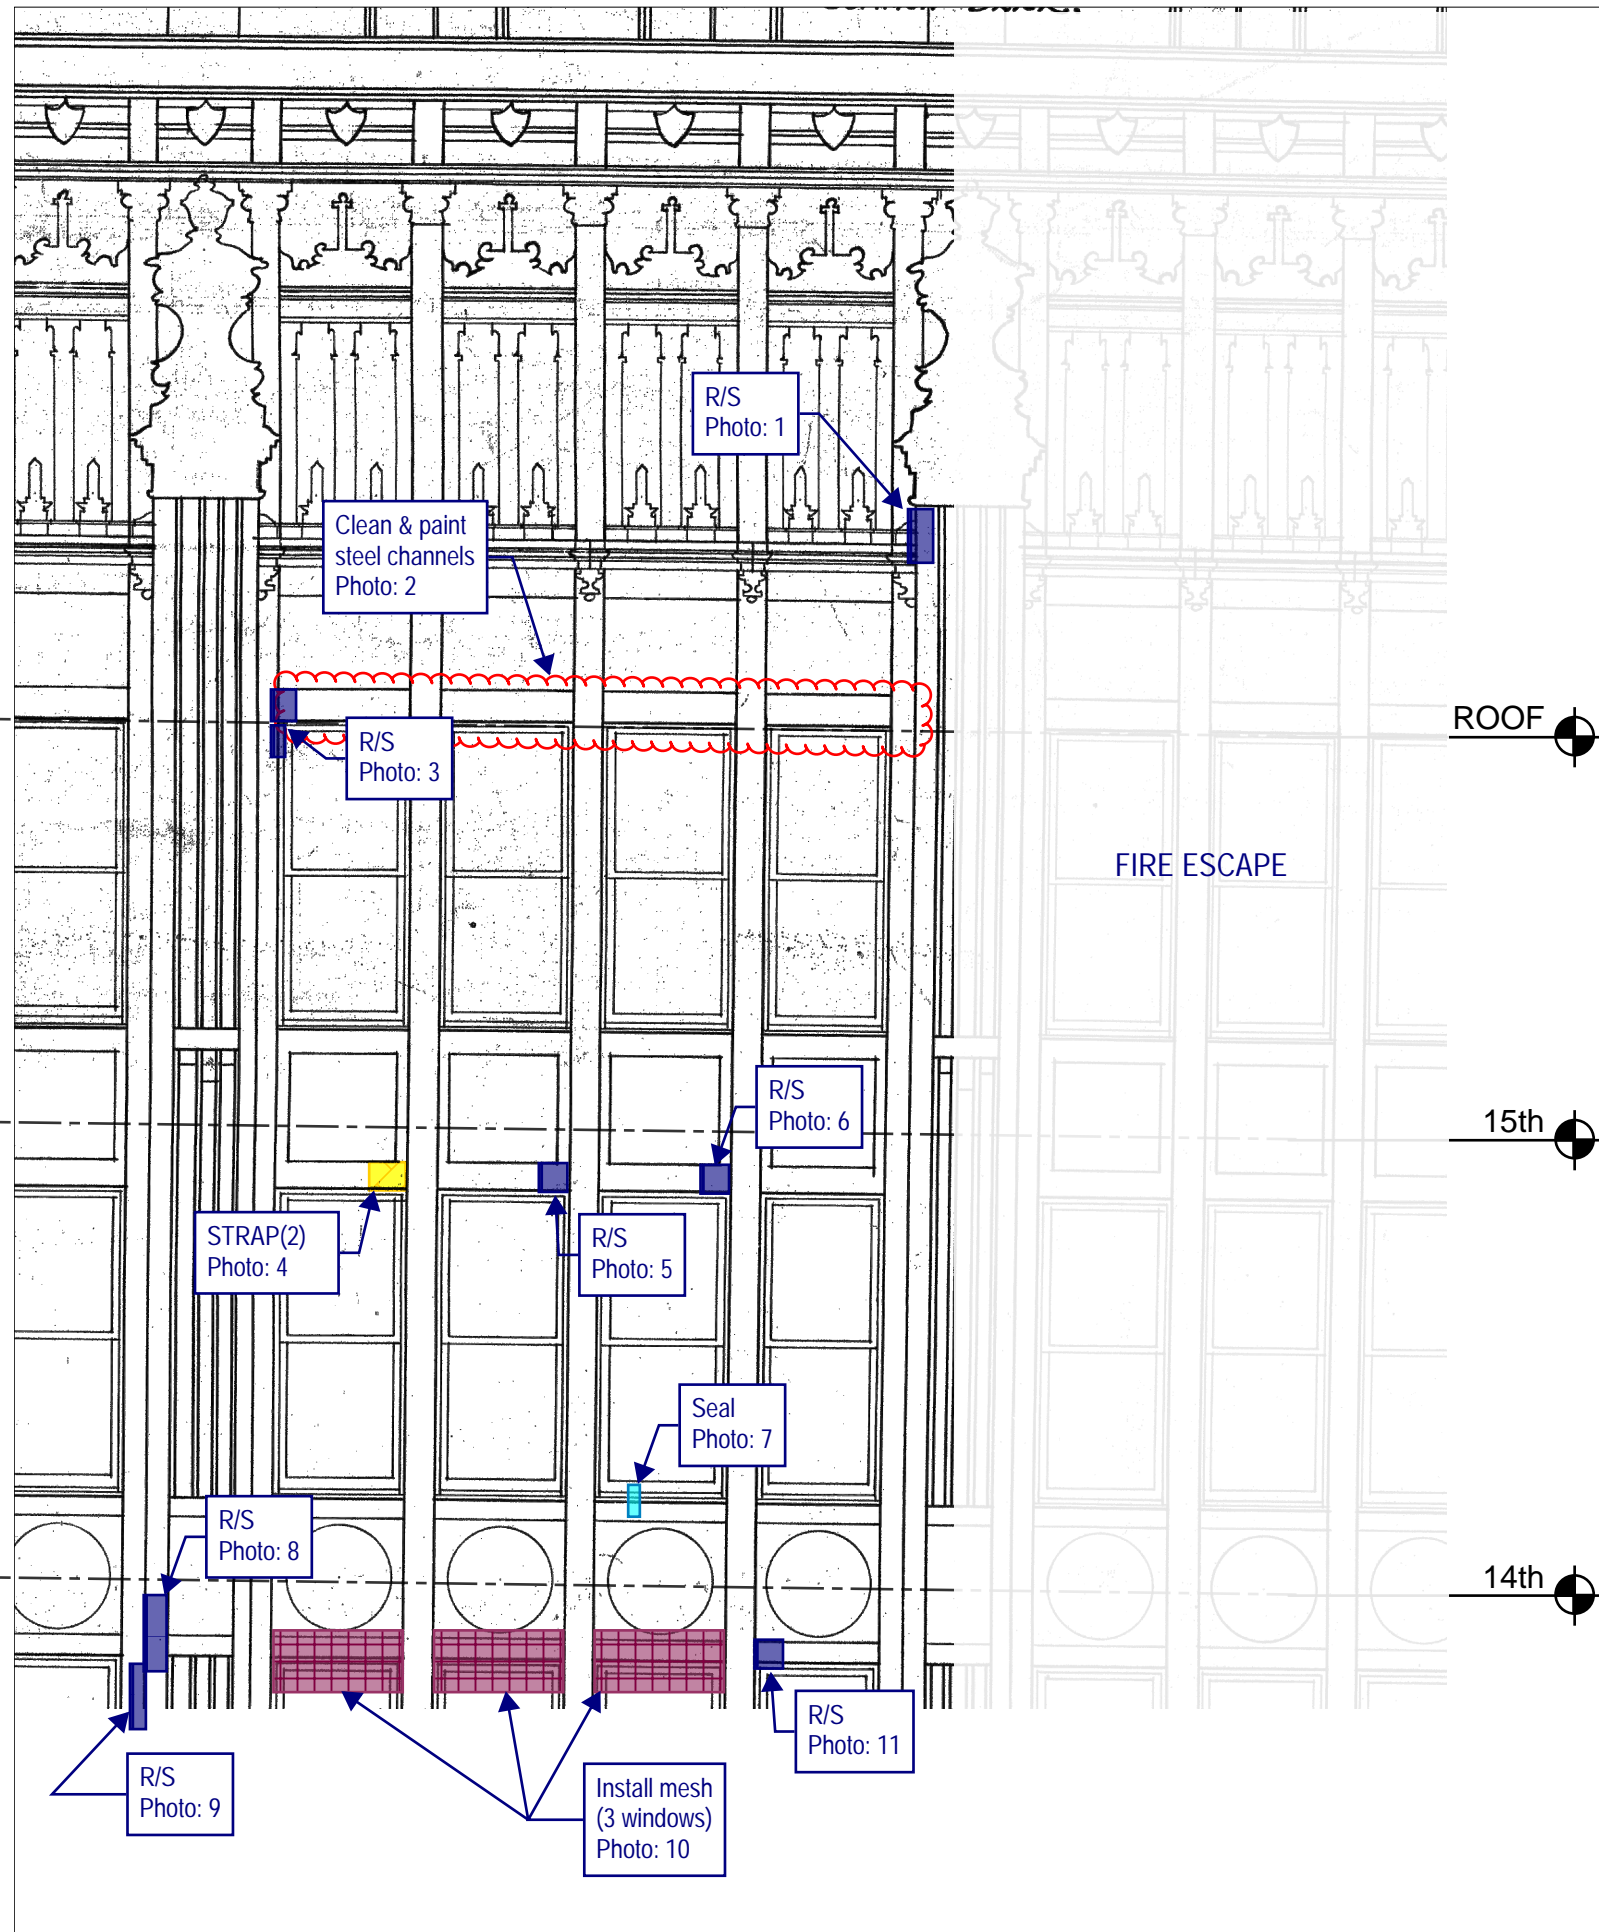 R/S
Photo: 1
Clean & paint
steel channels
Photo: 2
R/S
Photo: 3
ROOF
FIRE ESCAPE
R/S
Photo: 6
15th
STRAP(2)
Photo: 4
R/S
Photo: 5
Seal
Photo: 7
R/S
Photo: 8
14th
R/S
Photo: 11
R/S
Photo: 9
Install mesh
(3 windows)
Photo: 10